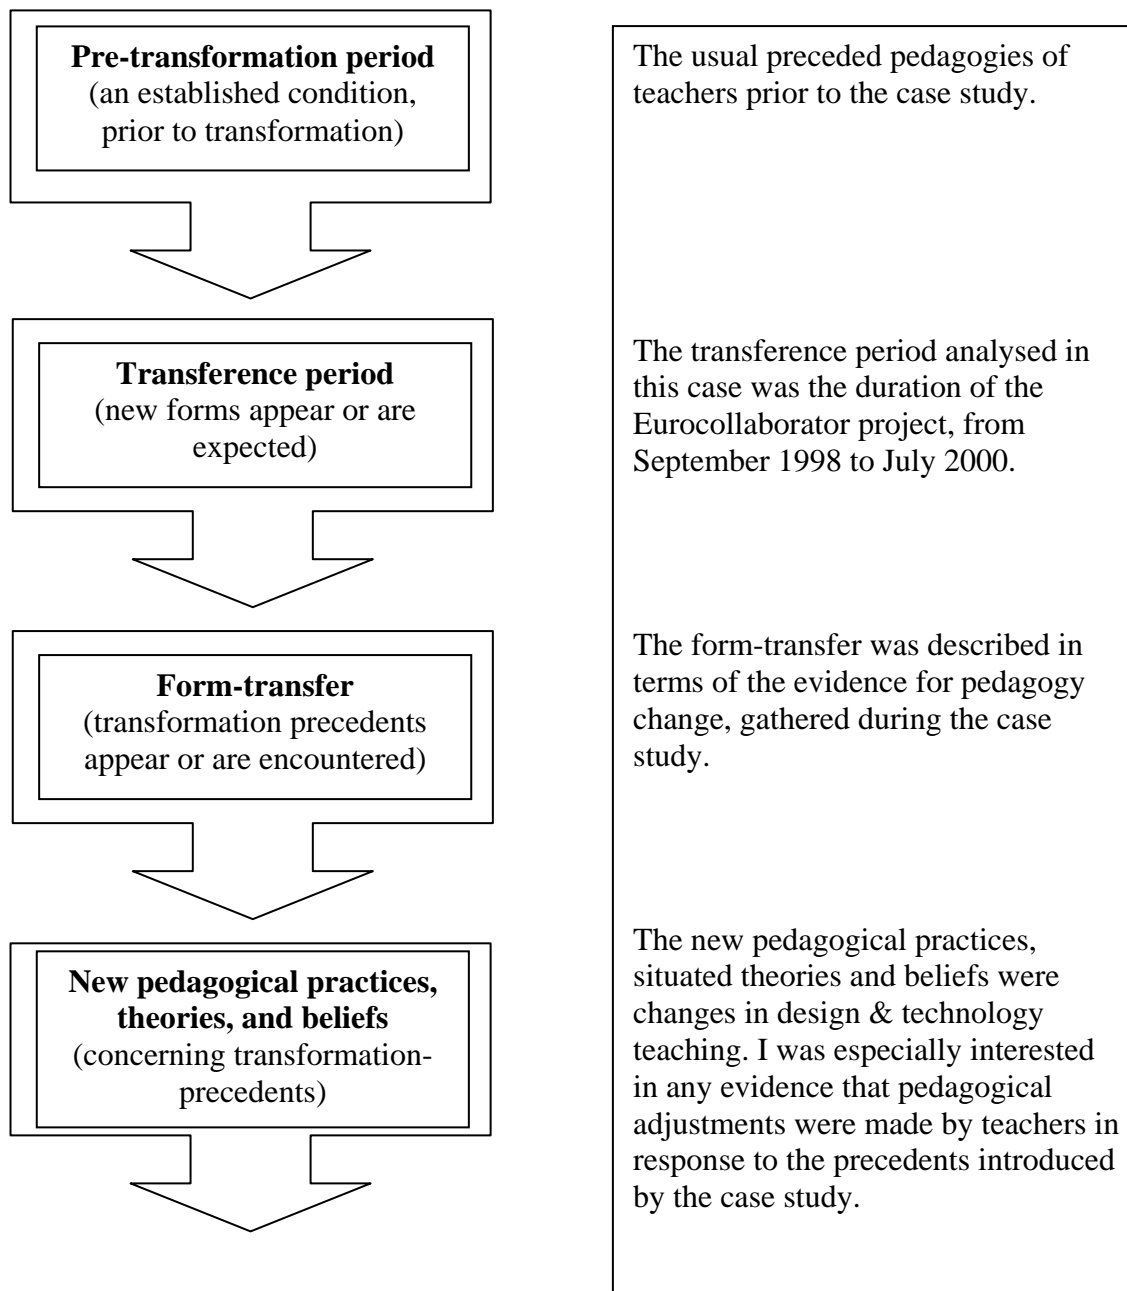 Pre-transformation period
(an established condition,
prior to transformation)
The usual preceded pedagogies of
teachers prior to the case study.
Transference period
(new forms appear or are
expected)
The transference period analysed in
this case was the duration of the
Eurocollaborator project, from
September 1998 to July 2000.
Form-transfer
(transformation precedents
appear or are encountered)
The form-transfer was described in
terms of the evidence for pedagogy
change, gathered during the case
study.
New pedagogical practices,
theories, and beliefs
(concerning transformation-
precedents)
The new pedagogical practices,
situated theories and beliefs were
changes in design & technology
teaching. I was especially interested
in any evidence that pedagogical
adjustments were made by teachers in
response to the precedents introduced
by the case study.